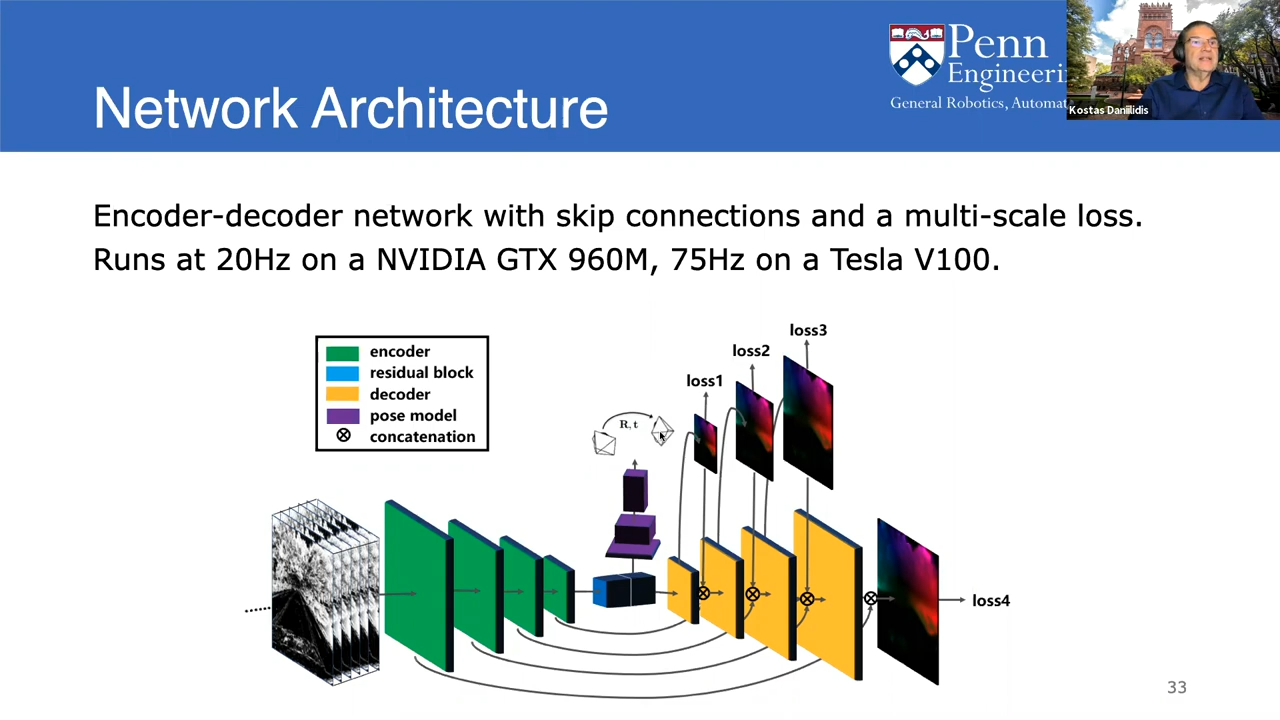 Penn
Engineeri
General Robotics, Automat
Kostas Daniilidis
Network Architecture
Encoder-decoder network with skip connections and a multi-scale loss.
Runs at 20Hz on a NVIDIA GTX 960M, 75Hz on a Tesla V100.
encoder
residual block
decoder
pose model
concatenation
R, t
loss1
loss2
loss3
loss4
33